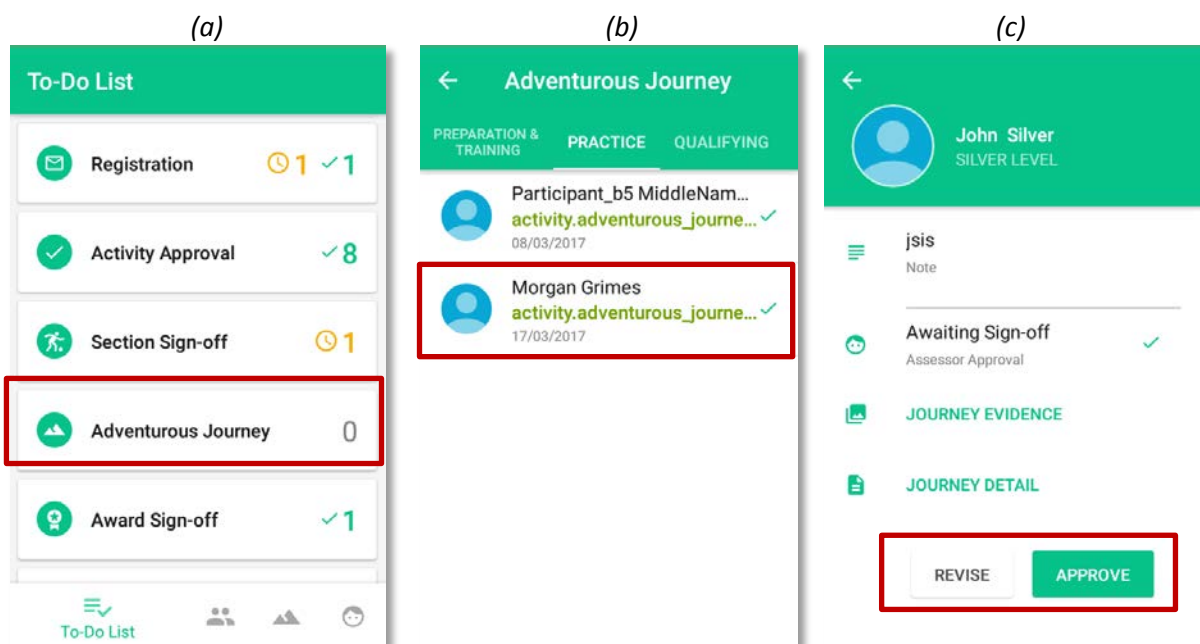 (a)
To-Do List
Registration 1 1
Activity Approval 8
Section Sign-off 1
Adventurous Journey 0
Award Sign-off 1
To-Do List
(b)
Adventurous Journey
PREPARATION &
TRAINING
PRACTICE
QUALIFYING
Participant_b5 MiddleNam...
activity.adventurous_journe...
08/03/2017
Morgan Grimes
activity.adventurous_journe...
17/03/2017
(c)
John Silver
SILVER LEVEL
jsis
Note
Awaiting Sign-off
Assessor Approval
JOURNEY EVIDENCE
JOURNEY DETAIL
REVISE
APPROVE